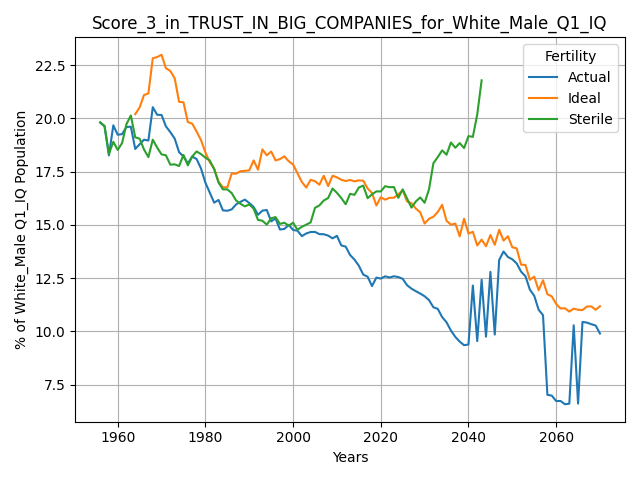 Score_3_in_TRUST_IN_BIG_COMPANIES_for_White_Male_Q1_IQ
Fertility
Actual
Ideal
Sterile
% of White_Male Q1_IQ Population
22.5
20.0
17.5
15.0
12.5
10.0
7.5
1960
1980
2000
2020
2040
2060
Years